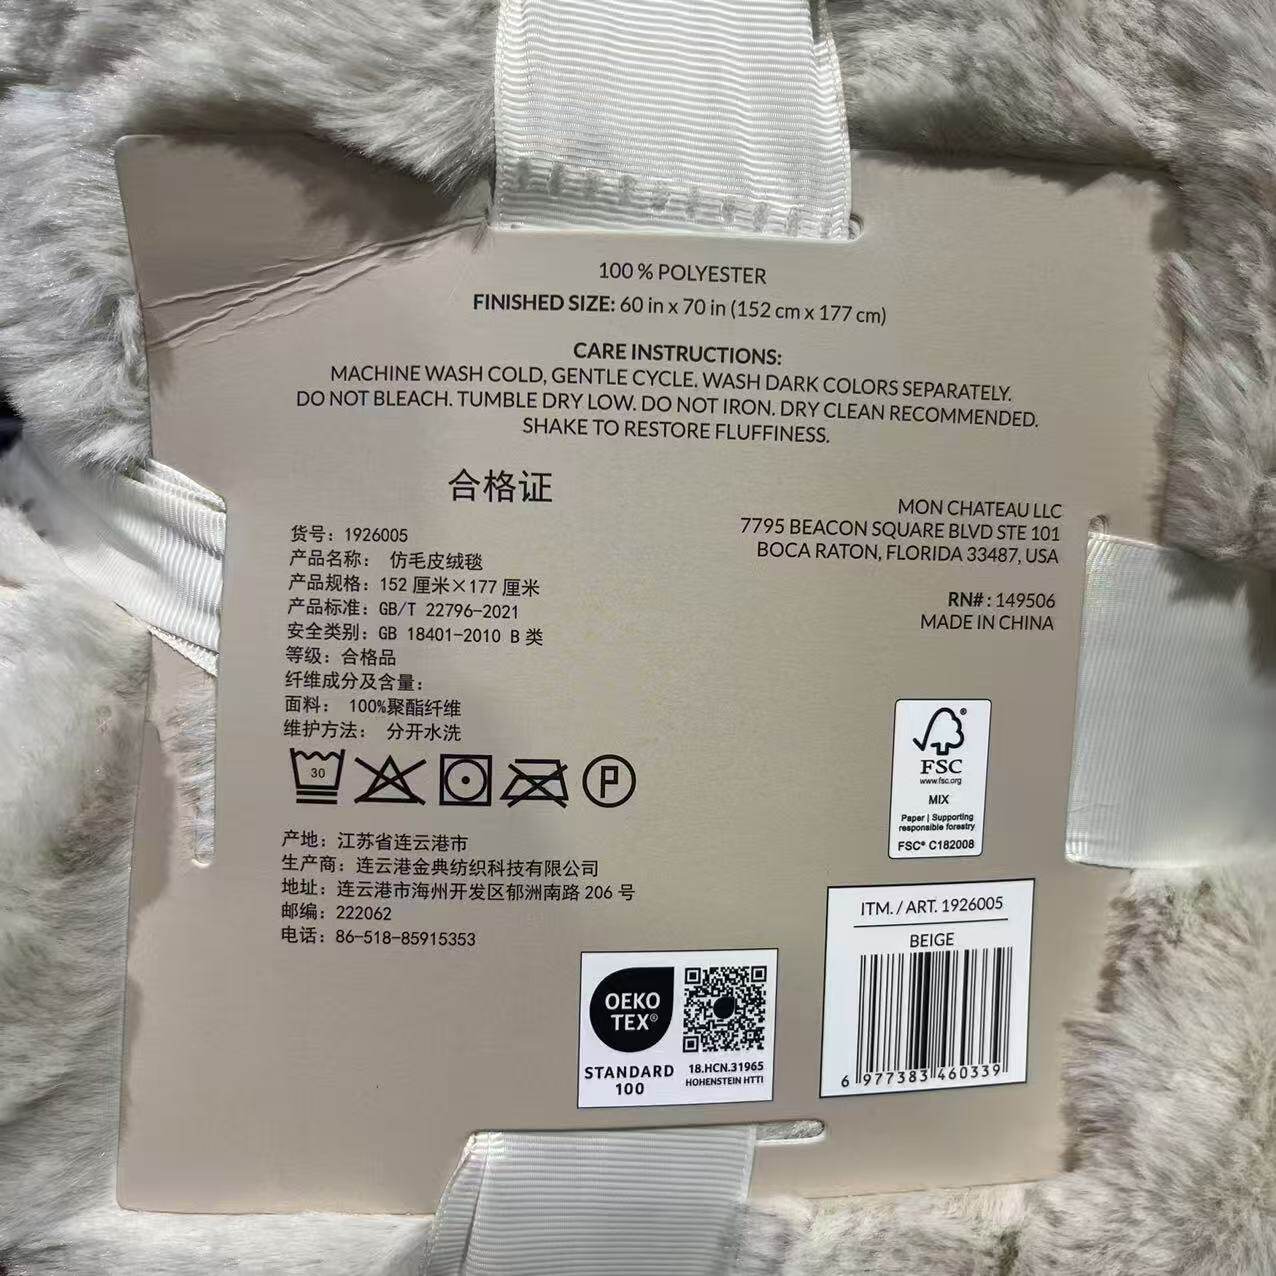 100 % POLYESTER
FINISHED SIZE: 60 in x 70 in (152 cm x 177 cm)
CARE INSTRUCTIONS:
MACHINE WASH COLD, GENTLE CYCLE. WASH DARK COLORS SEPARATELY.
DO NOT BLEACH. TUMBLE DRY LOW. DO NOT IRON. DRY CLEAN RECOMMENDED.
SHAKE TO RESTORE FLUFFINESS.
合格证
货号: 1926005
产品名称: 仿毛皮绒毯
产品规格: 152 厘米×177 厘米
产品标准: GB/T 22796-2021
安全类别: GB 18401-2010 B 类
等级: 合格品
纤维成分及含量:
面料: 100%聚酯纤维
维护方法: 分开水洗
30
P
产地: 江苏省连云港市
生产商: 连云港金典纺织科技有限公司
地址: 连云港市海州开发区郁洲南路 206 号
邮编: 222062
电话: 86-518-85915353
MON CHATEAU LLC
7795 BEACON SQUARE BLVD STE 101
BOCA RATON, FLORIDA 33487, USA
RN# : 149506
MADE IN CHINA
FSC
www.fsc.org
MIX
Paper | Supporting
responsible forestry
FSC® C182008
OEKO
TEX®
STANDARD
100
18.HCN.31965
HOHENSTEIN HTTI
ITM. / ART. 1926005
BEIGE
6 977383 460339